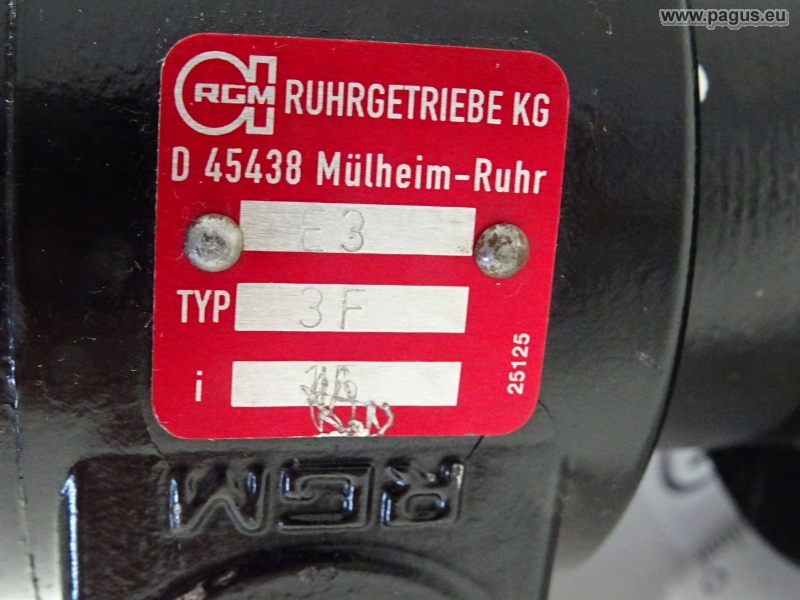 www.pagus.eu
RGM RUHRGETRIEBE KG
D 45438 Mülheim-Ruhr
E3
TYP 3F
i
25125
RGM